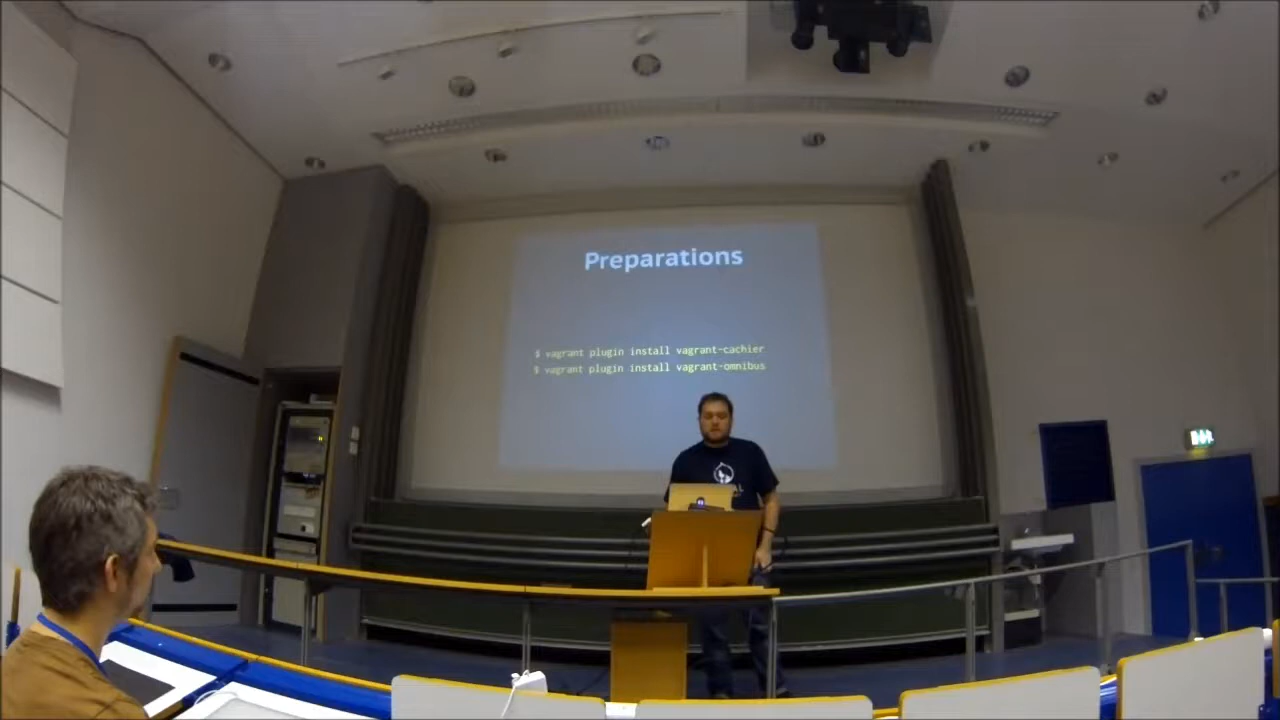 Preparations
$ vagrant plugin install vagrant-cachier
$ vagrant plugin install vagrant-omnibus